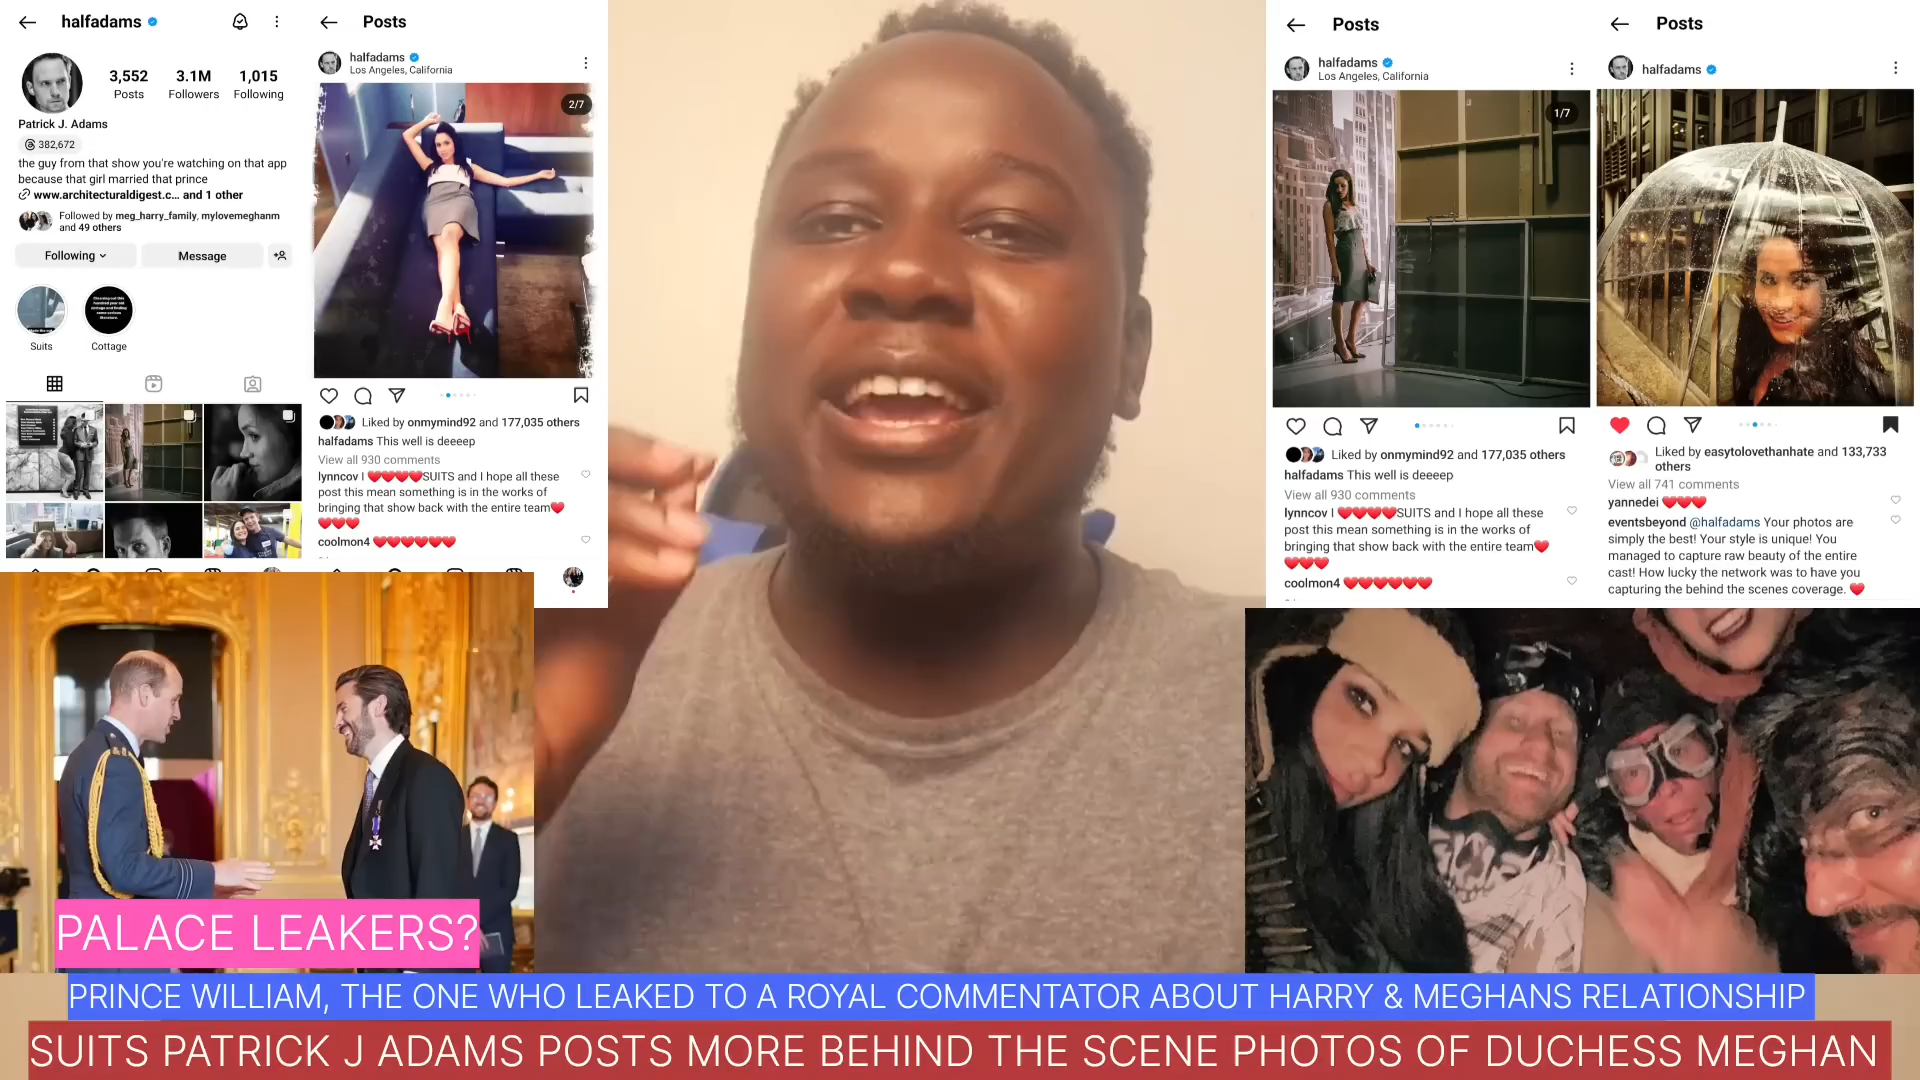 halfadams
3,552
3.1M
1,015
Posts
Followers
Following
Patrick J. Adams
382,672
the guy from that show you're watching on that app
because that girl married that prince
www.architecturaldigest.c... and 1 other
Followed by meg_harry_family, mylovemeghanm
and 49 others
Following
Message
Suits
Cottage
Posts
halfadams
Los Angeles, California
2/7
Liked by onmymind92 and 177,035 others
halfadams This well is deeeep
View all 930 comments
lynncov I ❤️❤️❤️❤️SUITS and I hope all these
post this mean something is in the works of
bringing that show back with the entire team❤️
❤️❤️❤️
coolmon4 ❤️❤️❤️❤️❤️❤️❤️
Posts
halfadams
Los Angeles, California
1/7
Liked by onmymind92 and 177,035 others
halfadams This well is deeeep
View all 930 comments
lynncov I ❤️❤️❤️❤️SUITS and I hope all these
post this mean something is in the works of
bringing that show back with the entire team❤️
❤️❤️❤️
coolmon4 ❤️❤️❤️❤️❤️❤️❤️
Posts
halfadams
Liked by easytolovethanhate and 133,733
others
View all 741 comments
yannedei ❤️❤️❤️
eventsbeyond @halfadams Your photos are
simply the best! Your style is unique! You
managed to capture raw beauty of the entire
cast! How lucky the network was to have you
capturing the behind the scenes coverage. ❤️
PALACE LEAKERS?
PRINCE WILLIAM, THE ONE WHO LEAKED TO A ROYAL COMMENTATOR ABOUT HARRY & MEGHANS RELATIONSHIP
SUITS PATRICK J ADAMS POSTS MORE BEHIND THE SCENE PHOTOS OF DUCHESS MEGHAN